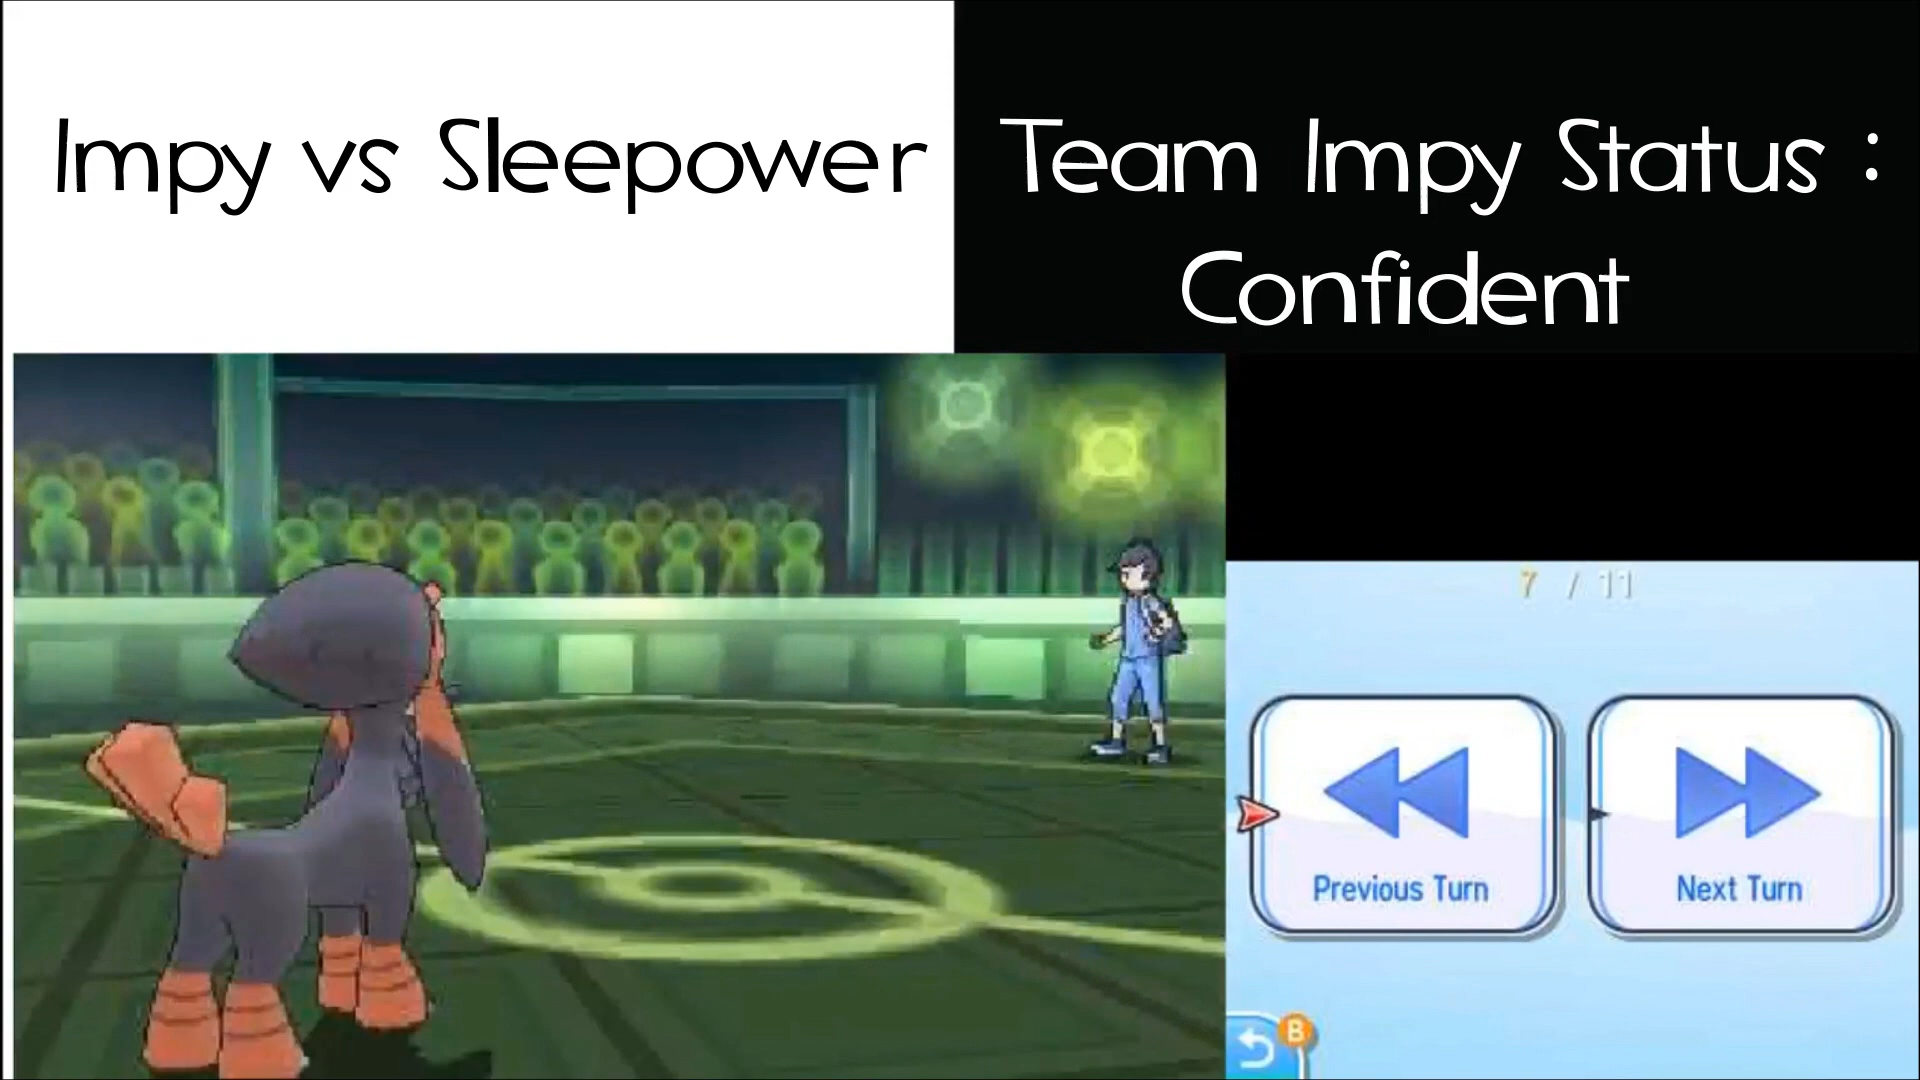 Impy vs Sleepower
Team Impy Status :
Confident
7 / 11
Previous Turn
Next Turn
B